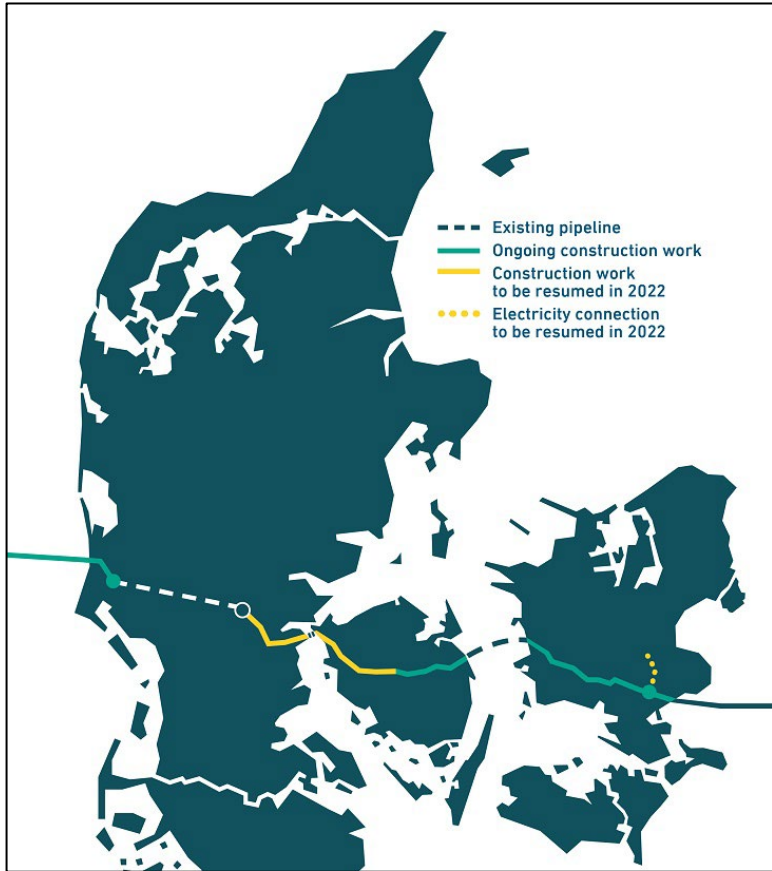 Existing pipeline
Ongoing construction work
Construction work
to be resumed in 2022
Electricity connection
to be resumed in 2022